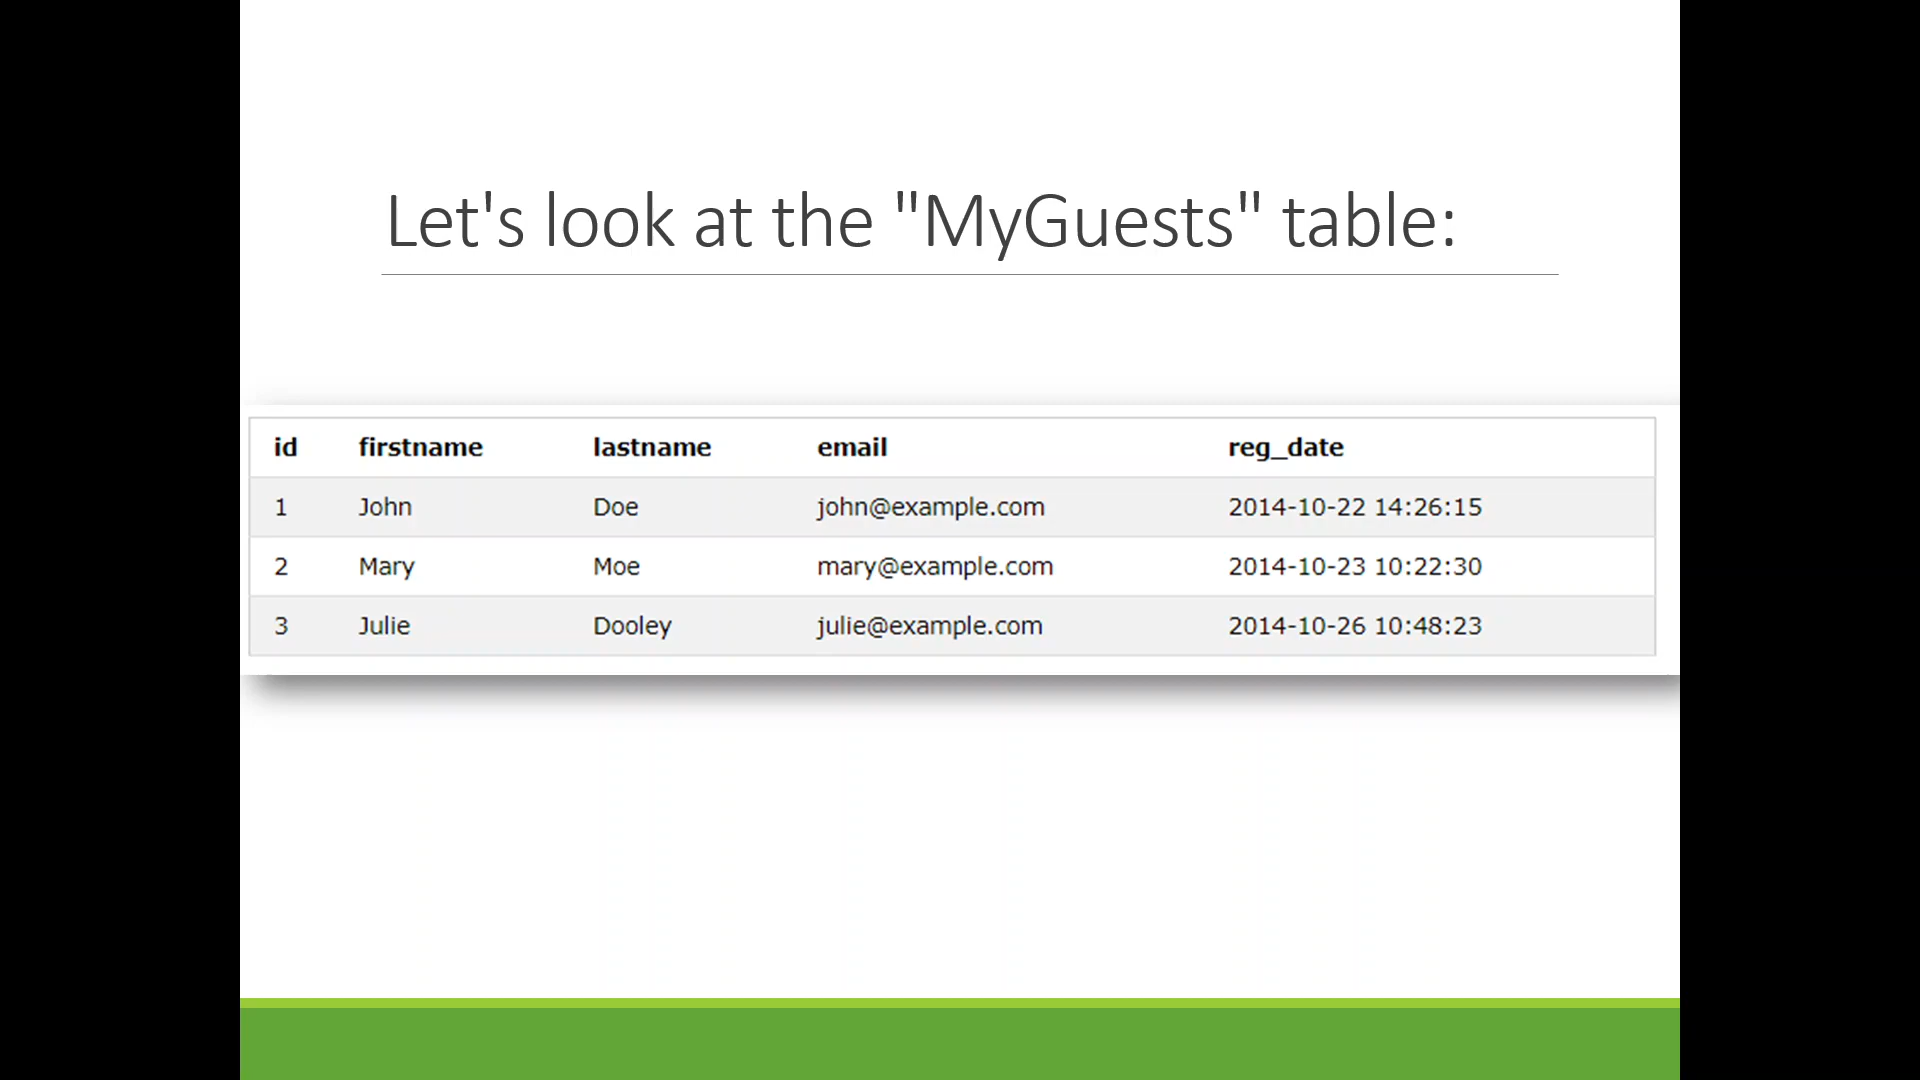 Let's look at the "MyGuests" table:
id firstname lastname email reg_date
1 John Doe john@example.com 2014-10-22 14:26:15
2 Mary Moe mary@example.com 2014-10-23 10:22:30
3 Julie Dooley julie@example.com 2014-10-26 10:48:23